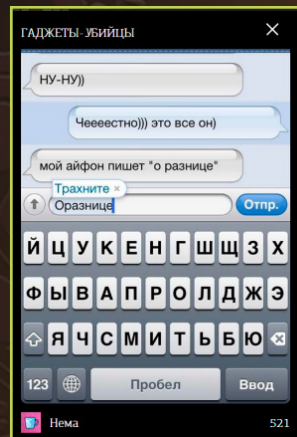 ГАДЖЕТЫ-УБИЙЦЫ
НУ-НУ))
Чеееестно))) это все он)
мой айфон пишет "о разнице"
Трахните ×
Оразнице
Отпр.
Й Ц У К Е Н Г Ш Щ З Х
Ф Ы В А П Р О Л Д Ж Э
Я Ч С М И Т Ь Б Ю
123 Пробел Ввод
Нема 521